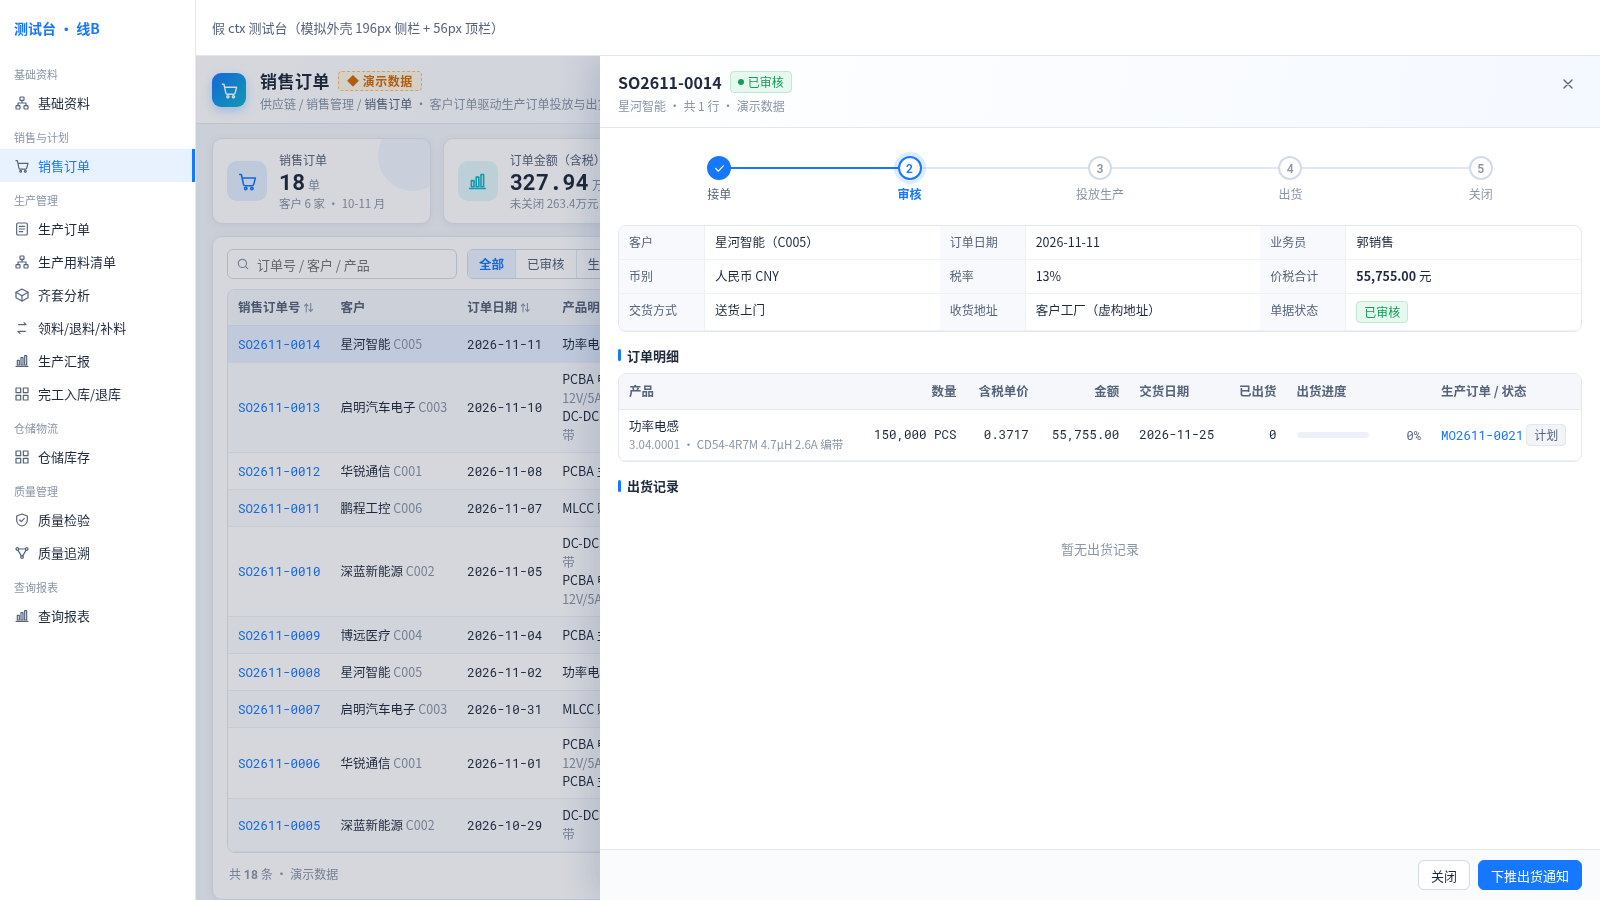 测试台 · 线B
基础资料
基础资料
销售与计划
销售订单
生产管理
生产订单
生产用料清单
齐套分析
领料/退料/补料
生产汇报
完工入库/退库
仓储物流
仓储库存
质量管理
质量检验
质量追溯
查询报表
查询报表
假 ctx 测试台（模拟外壳 196px 侧栏 + 56px 顶栏）
销售订单 ◆ 演示数据
供应链 / 销售管理 / 销售订单 · 客户订单驱动生产订单投放与出
销售订单
18 单
客户 6 家 · 10-11 月
订单金额（含税）
327.94
未关闭 263.4万元
订单号 / 客户 / 产品
全部 已审核 生
销售订单号 客户 订单日期 产品明
SO2611-0014 星河智能 C005 2026-11-11 功率电
SO2611-0013 启明汽车电子 C003 2026-11-10 PCBA
12V/5A
DC-DC
带
SO2611-0012 华锐通信 C001 2026-11-08 PCBA
SO2611-0011 鹏程工控 C006 2026-11-07 MLCC
SO2611-0010 深蓝新能源 C002 2026-11-05 DC-DC
带
PCBA
12V/5A
SO2611-0009 博远医疗 C004 2026-11-04 PCBA
SO2611-0008 星河智能 C005 2026-11-02 功率电
SO2611-0007 启明汽车电子 C003 2026-10-31 MLCC
SO2611-0006 华锐通信 C001 2026-11-01 PCBA
12V/5A
PCBA
SO2611-0005 深蓝新能源 C002 2026-10-29 DC-DC
带
共 18 条 · 演示数据
SO2611-0014 已审核
星河智能 · 共 1 行 · 演示数据
2 3 4 5
接单 审核 投放生产 出货 关闭
客户 星河智能（C005） 订单日期 2026-11-11 业务员 郭销售
币别 人民币 CNY 税率 13% 价税合计 55,755.00 元
交货方式 送货上门 收货地址 客户工厂（虚构地址） 单据状态 已审核
订单明细
产品 数量 含税单价 金额 交货日期 已出货 出货进度 生产订单 / 状态
功率电感
3.04.0001 · CD54-4R7M 4.7μH 2.6A 编带
150,000 PCS 0.3717 55,755.00 2026-11-25 0 0% MO2611-0021 计划
出货记录
暂无出货记录
关闭 下推出货通知